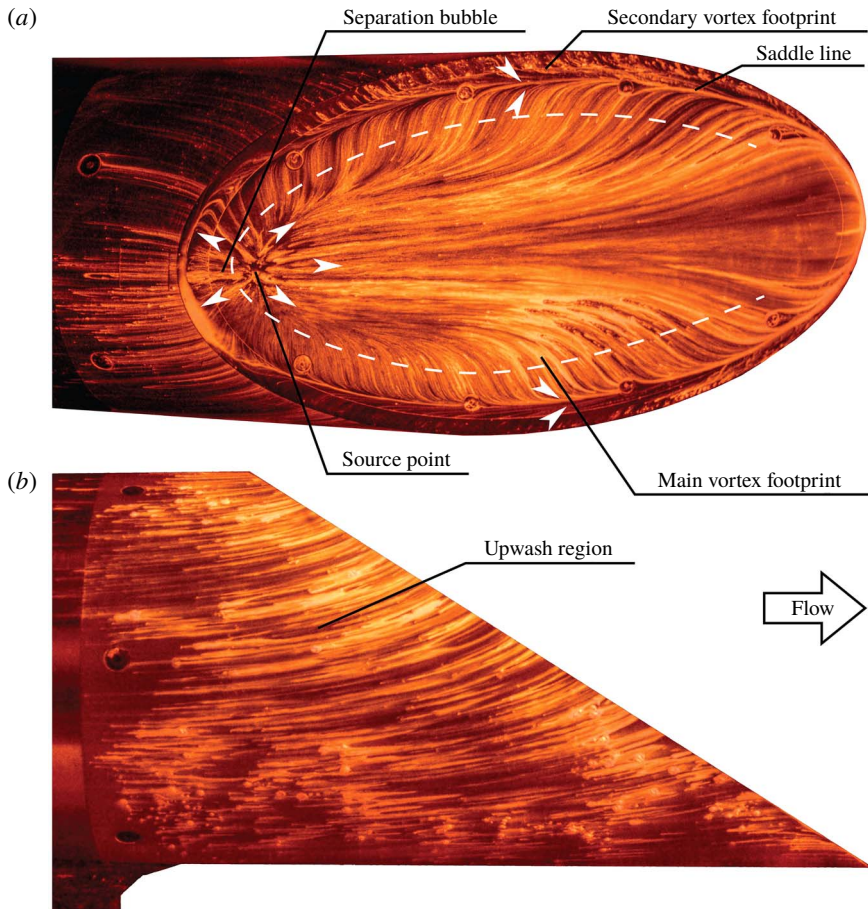 (a)
Separation bubble
Secondary vortex footprint
Saddle line
Source point
Main vortex footprint
(b)
Upwash region
Flow